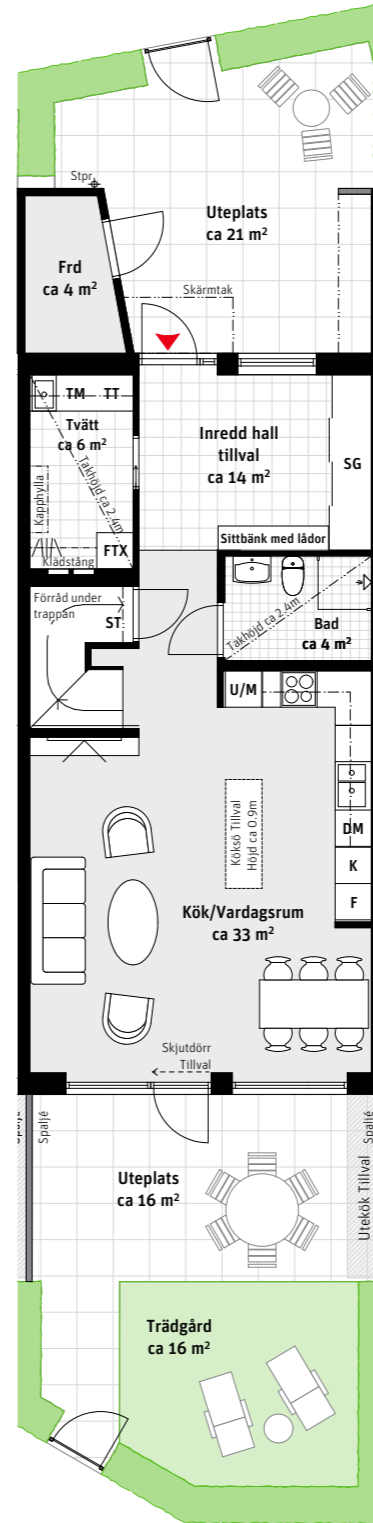 Stpr
Uteplats
ca 21 m²
Frd
ca 4 m²
Skärmtak
TM
TT
Tvätt
ca 6 m²
Takhöjd ca 2.4m
Kapphylla
Klädstång
FTX
Inredd hall
tillval
ca 14 m²
SG
Sittbänk med lådor
Förråd under
trappan
ST
Bad
ca 4 m²
Takhöjd ca 2.4m
U/M
DM
K
F
Köksö Tillval
Höjd ca 0.9m
Kök/Vardagsrum
ca 33 m²
Skjutdörr
Tillval
Spaljé
Spaljé
Spaljé
Uteplats
ca 16 m²
Utekök Tillval
Trädgård
ca 16 m²